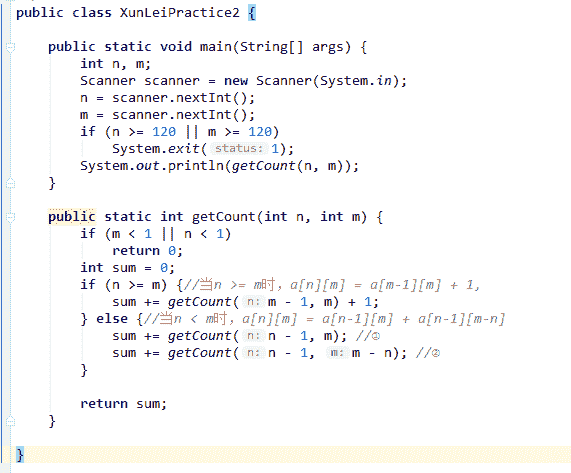 public class XunLeiPractice2 {
public static void main(String[] args) {
int n, m;
Scanner scanner = new Scanner(System.in);
n = scanner.nextInt();
m = scanner.nextInt();
if (n >= 120 || m >= 120)
System.exit( status: 1);
System.out.println(getCount(n, m));
}
public static int getCount(int n, int m) {
if (m < 1 || n < 1)
return 0;
int sum = 0;
if (n >= m) {//当n >= m时，a[n][m] = a[m-1][m] + 1,
sum += getCount( n: m - 1, m) + 1;
} else {//当n < m时，a[n][m] = a[n-1][m] + a[n-1][m-n]
sum += getCount( n: n - 1, m); //①
sum += getCount( n: n - 1, m: m - n); //②
}
return sum;
}
}